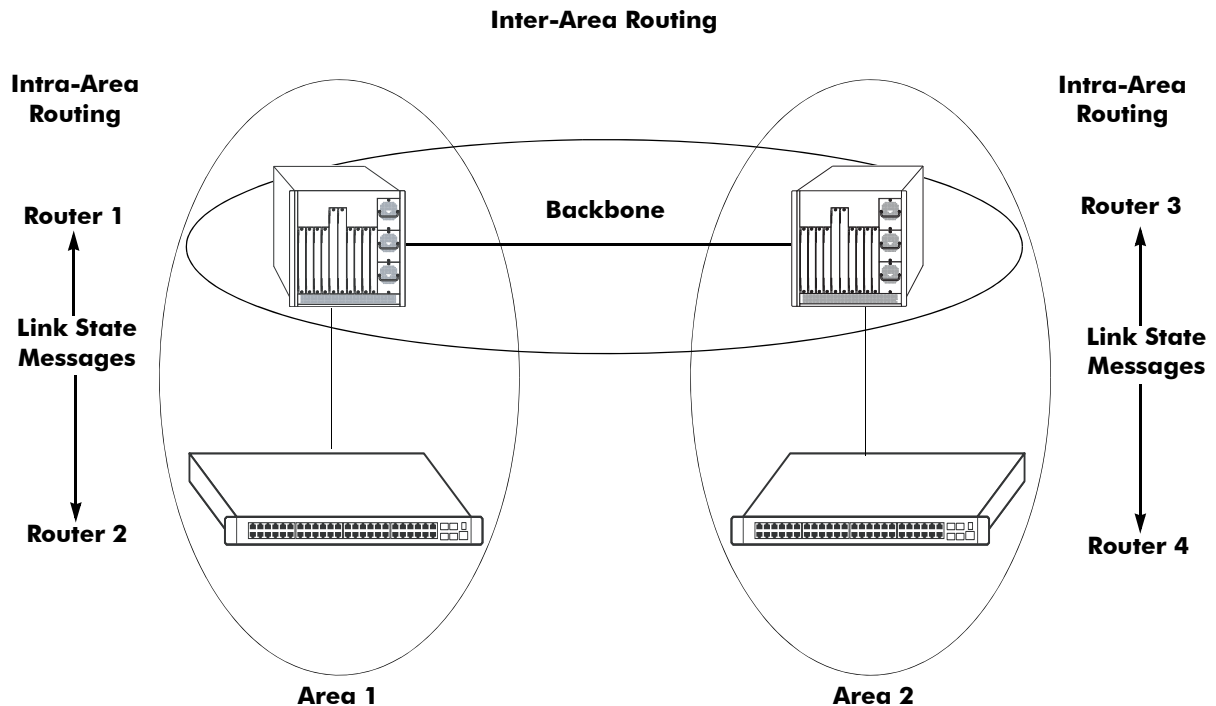 Inter-Area Routing
Intra-Area
Routing
Intra-Area
Routing
Router 1
Backbone
Router 3
Link State
Messages
Link State
Messages
Router 2
Router 4
Area 1
Area 2